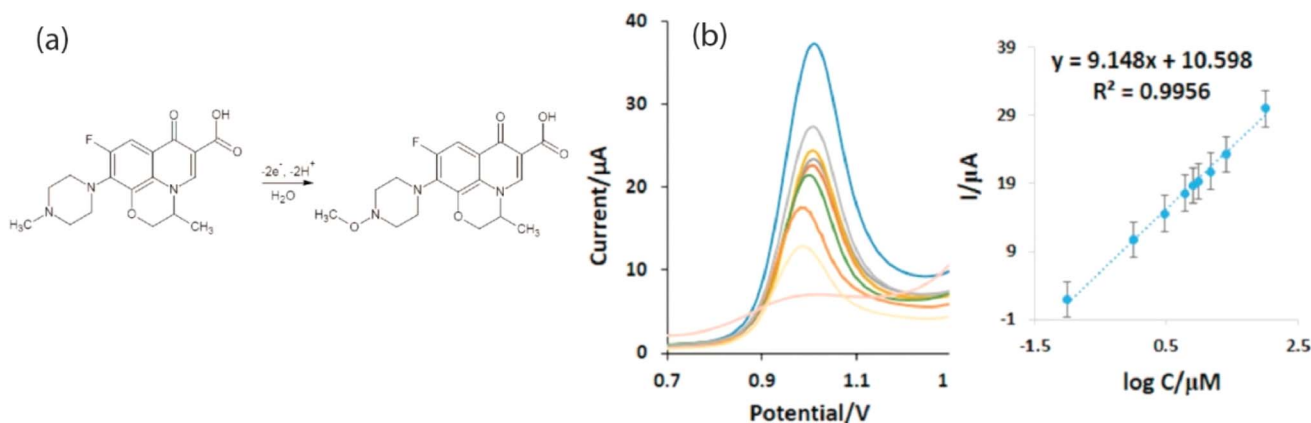 (a)
O
OH
F
O
N
N
N
H₃C
O
CH₃
-2e⁻, -2H⁺
H₂O
O
OH
F
O
N
N
N
H₃C
O
O
CH₃
(b)
Current/µA
40
30
20
10
0
0.7
0.9
1.1
1
Potential/V
y = 9.148x + 10.598
R² = 0.9956
I/µA
39
29
19
9
-1
-1.5
0.5
2.5
log C/µM